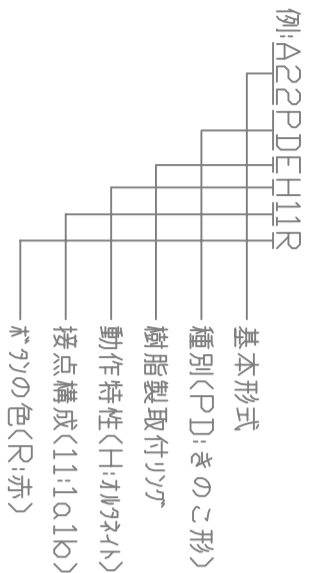 例:A22PDEH11R
基本形式
種別(PD:きのこ形)
樹脂製取付リング
動作特性(H:オルタネイト)
接点構成(11:1a1b)
ボタンの色(R:赤)